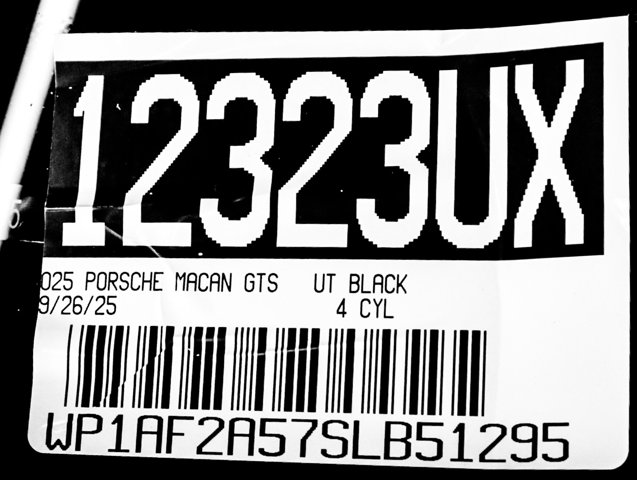 12323UX
025 PORSCHE MACAN GTS UT BLACK
9/26/25 4 CYL
WP1AF2A57SLB51295